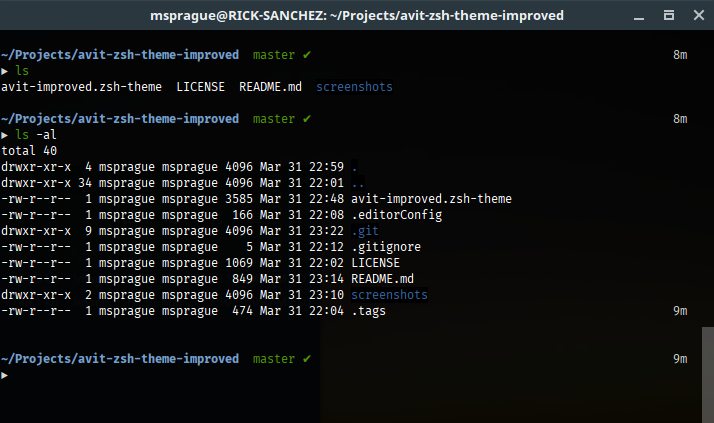 msprague@RICK-SANCHEZ: ~/Projects/avit-zsh-theme-improved
~/Projects/avit-zsh-theme-improved  master ✔ 8m
▶ ls
avit-improved.zsh-theme  LICENSE  README.md  screenshots
~/Projects/avit-zsh-theme-improved  master ✔ 8m
▶ ls -al
total 40
drwxr-xr-x  4 msprague msprague 4096 Mar 31 22:59 .
drwxr-xr-x 34 msprague msprague 4096 Mar 31 22:01 ..
-rw-r--r--  1 msprague msprague 3585 Mar 31 22:48 avit-improved.zsh-theme
-rw-r--r--  1 msprague msprague  166 Mar 31 22:08 .editorConfig
drwxr-xr-x  9 msprague msprague 4096 Mar 31 23:22 .git
-rw-r--r--  1 msprague msprague    5 Mar 31 22:12 .gitignore
-rw-r--r--  1 msprague msprague 1069 Mar 31 22:02 LICENSE
-rw-r--r--  1 msprague msprague  849 Mar 31 23:14 README.md
drwxr-xr-x  2 msprague msprague 4096 Mar 31 23:10 screenshots
-rw-r--r--  1 msprague msprague  474 Mar 31 22:04 .tags 9m
~/Projects/avit-zsh-theme-improved  master ✔ 9m
▶